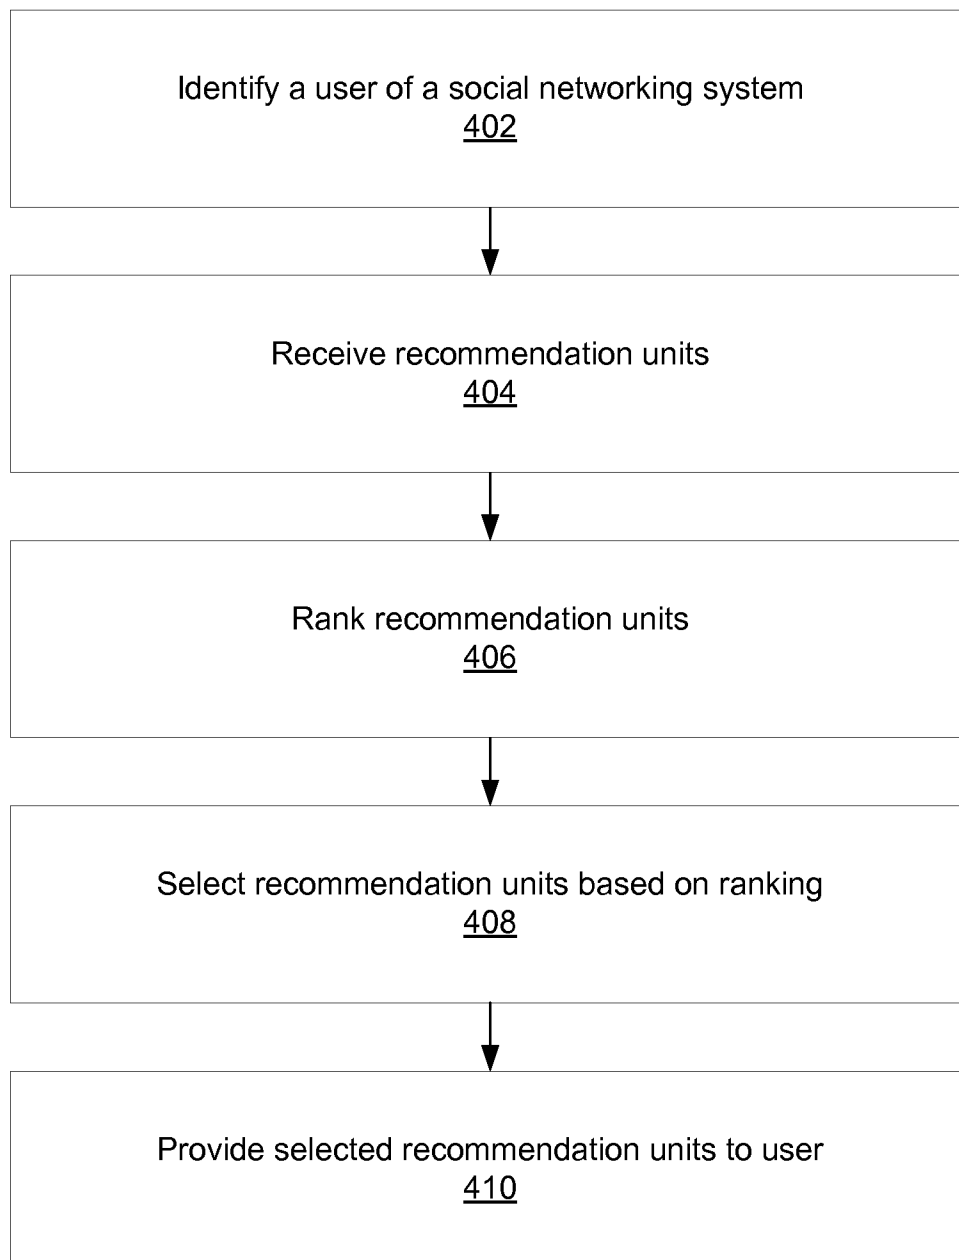 Identify a user of a social networking system
402
Receive recommendation units
404
Rank recommendation units
406
Select recommendation units based on ranking
408
Provide selected recommendation units to user
410